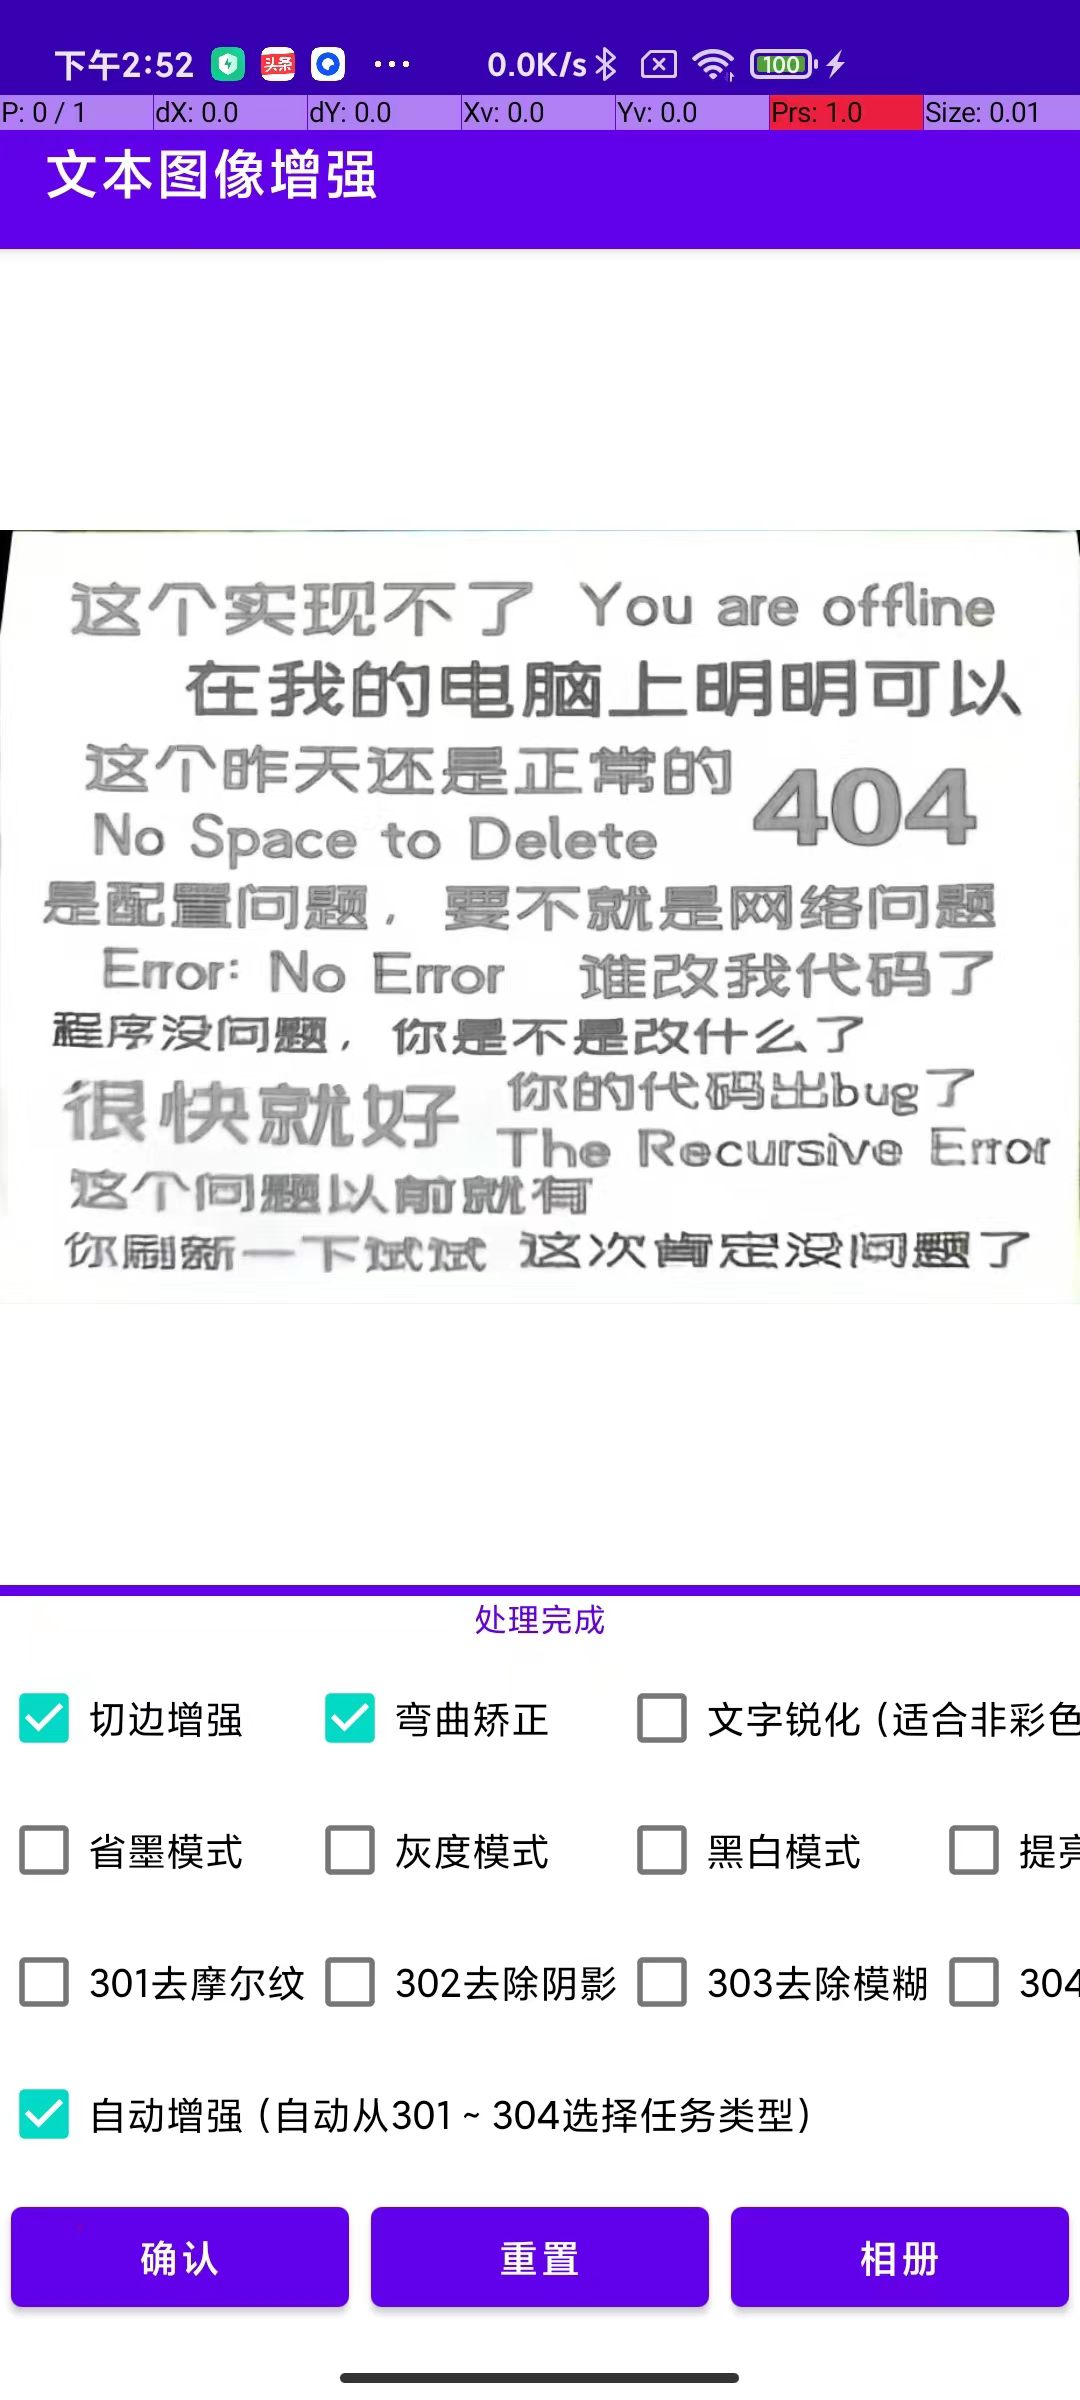 下午2:52 头条 ... 0.0K/s 100
P: 0 / 1 dX: 0.0 dY: 0.0 Xv: 0.0 Yv: 0.0 Prs: 1.0 Size: 0.01
文本图像增强
这个实现不了 You are offline
在我的电脑上明明可以
这个昨天还是正常的 404
No Space to Delete
是配置问题，要不就是网络问题
Error: No Error 谁改我代码了
程序没问题，你是不是改什么了
很快就好 你的代码出bug了
The Recursive Error
这个问题以前就有
你刷新一下试试 这次肯定没问题了
处理完成
切边增强 弯曲矫正 文字锐化（适合非彩色
省墨模式 灰度模式 黑白模式 提亮
301去摩尔纹 302去除阴影 303去除模糊 304
自动增强（自动从301 ~ 304选择任务类型）
确认 重置 相册